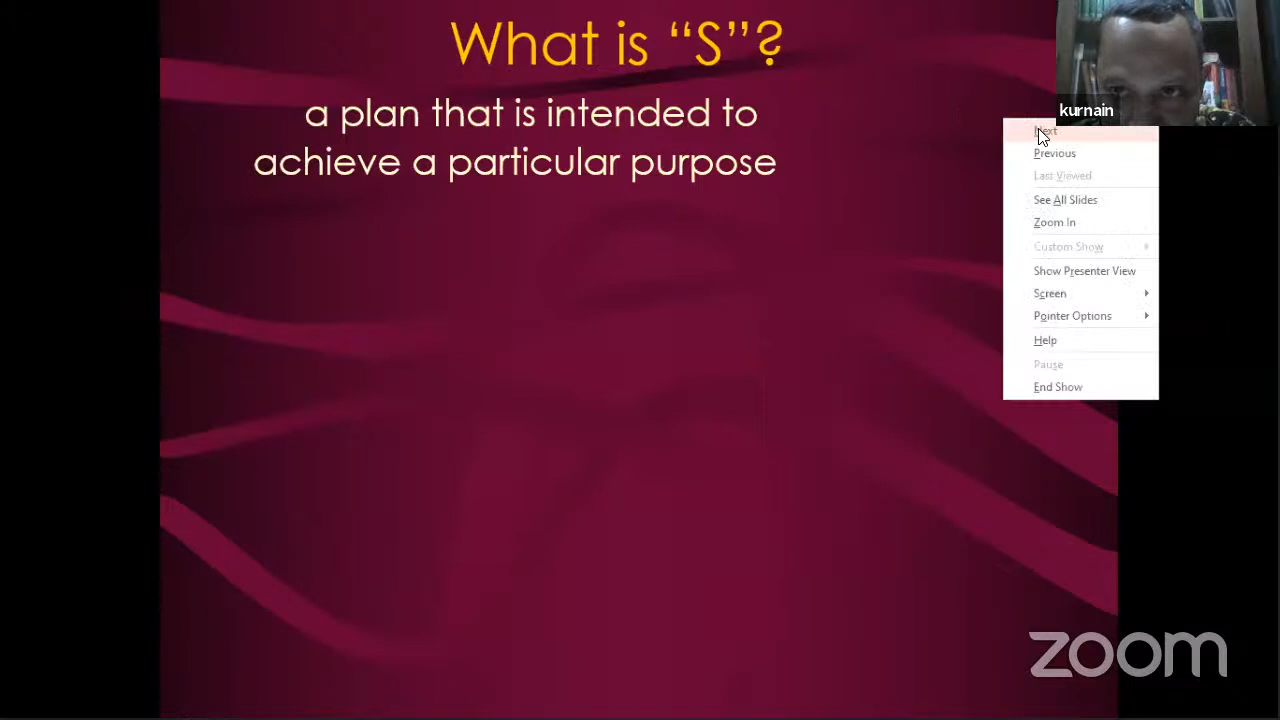 What is “S”?
a plan that is intended to
achieve a particular purpose
kurnain
Next
Previous
Last Viewed
See All Slides
Zoom In
Custom Show
Show Presenter View
Screen
Pointer Options
Help
Pause
End Show
zoom